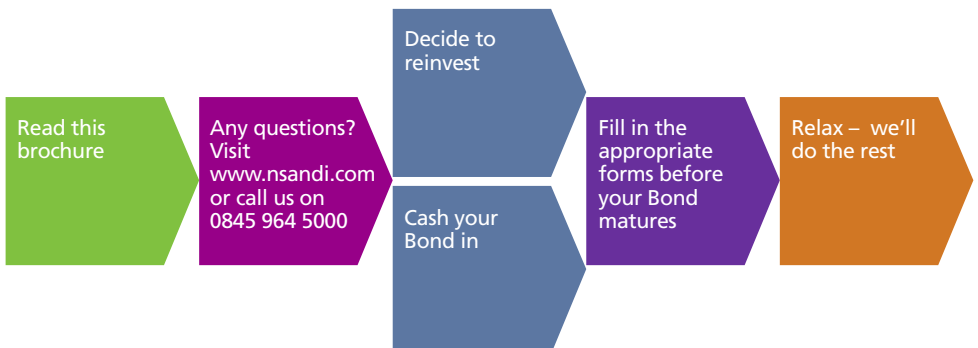 Read this
brochure
Any questions?
Visit
www.nsandi.com
or call us on
0845 964 5000
Decide to
reinvest
Cash your
Bond in
Fill in the
appropriate
forms before
your Bond
matures
Relax – we’ll
do the rest